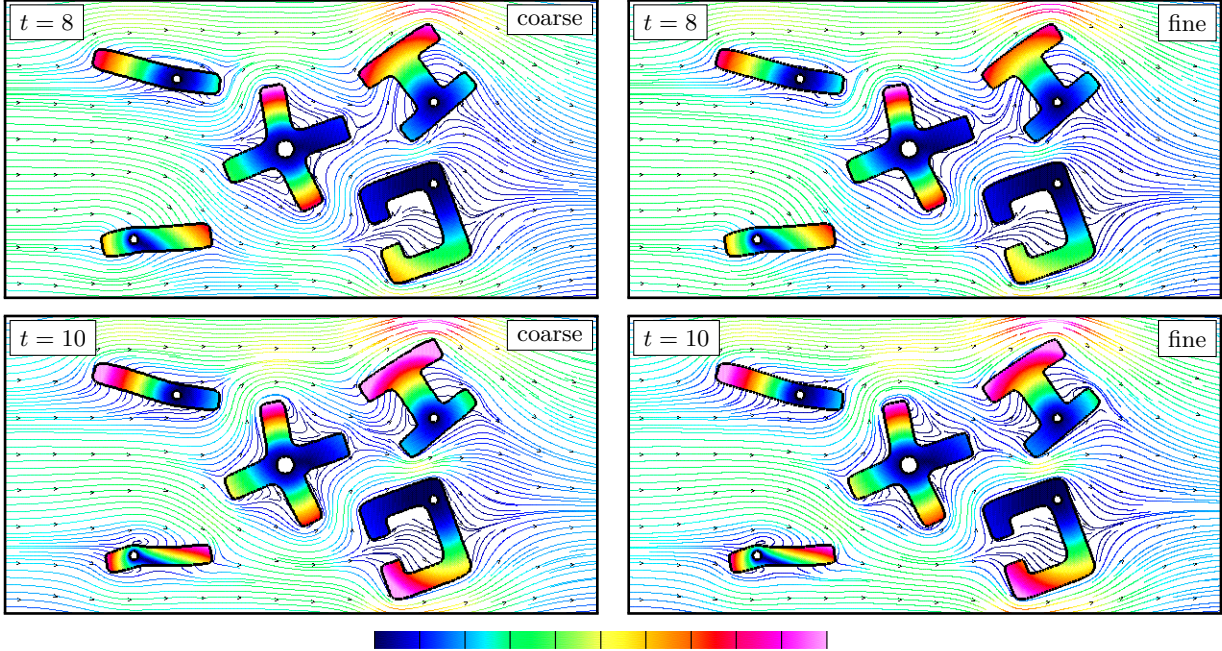 t = 8
coarse
t = 8
fine
t = 10
coarse
t = 10
fine